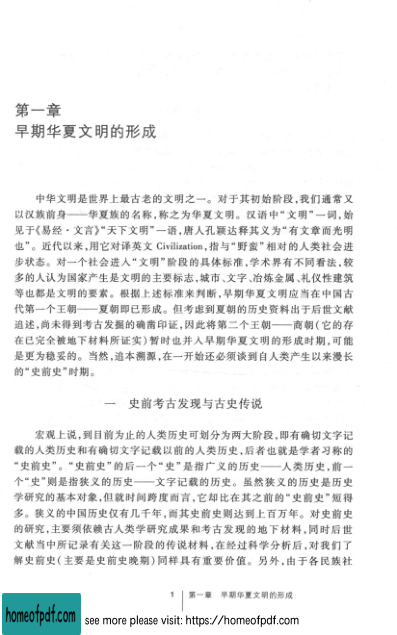 第一章
早期华夏文明的形成
中华文明是世界上最古老的文明之一。对于其初始阶段,我们通常又
以汉族前身——华夏族的名称,称之为华夏文明。汉语中“文明”一词,始
见于《易经·文言》“天下文明”一语,唐人孔颖达释其义为“有文章而光明
也”。近代以来,用它对译英文 Civilization,指与“野蛮”相对的人类社会进
步状态。对一个社会进入“文明”阶段的具体标准,学术界有不同看法,较
多的人认为国家产生是文明的主要标志,城市、文字、冶炼金属、礼仪性建筑
等也都是文明的要素。根据上述标准来判断,早期华夏文明应当在中国古
代第一个王朝——夏朝即已形成。但考虑到夏朝的历史资料出于后世文献
追述,尚未得到考古发掘的确凿印证,因此将第二个王朝——商朝(它的存
在已完全被地下材料所证实)暂时也并入早期华夏文明的形成时期,可能
是更为稳妥的。当然,追本溯源,在一开始还必须谈到自人类产生以来漫长
的“史前史”时期。
一 史前考古发现与古史传说
宏观上说,到目前为止的人类历史可划分为两大阶段,即有确切文字记
载的人类历史和有确切文字记载以前的人类历史,后者也就是学者习称的
“史前史”。“史前史”的后一个“史”是指广义的历史——人类历史,前一
个“史”则是指狭义的历史——文字记载的历史。虽然狭义的历史是历史
学研究的基本对象,但就时间跨度而言,它却比在其之前的“史前史”短得
多。狭义的中国历史仅有几千年,而其史前史则达到上百万年。对史前史
的研究,主要须依赖古人类学研究成果和考古发现的地下材料,同时后世
文献当中所记录有关这一阶段的传说材料,在经过科学分析后,对我们了
解史前史(主要是史前史晚期)同样具有重要价值。另外,由于各民族社
1 第一章 早期华夏文明的形成
homeofpdf.com
see more please visit: https://homeofpdf.com